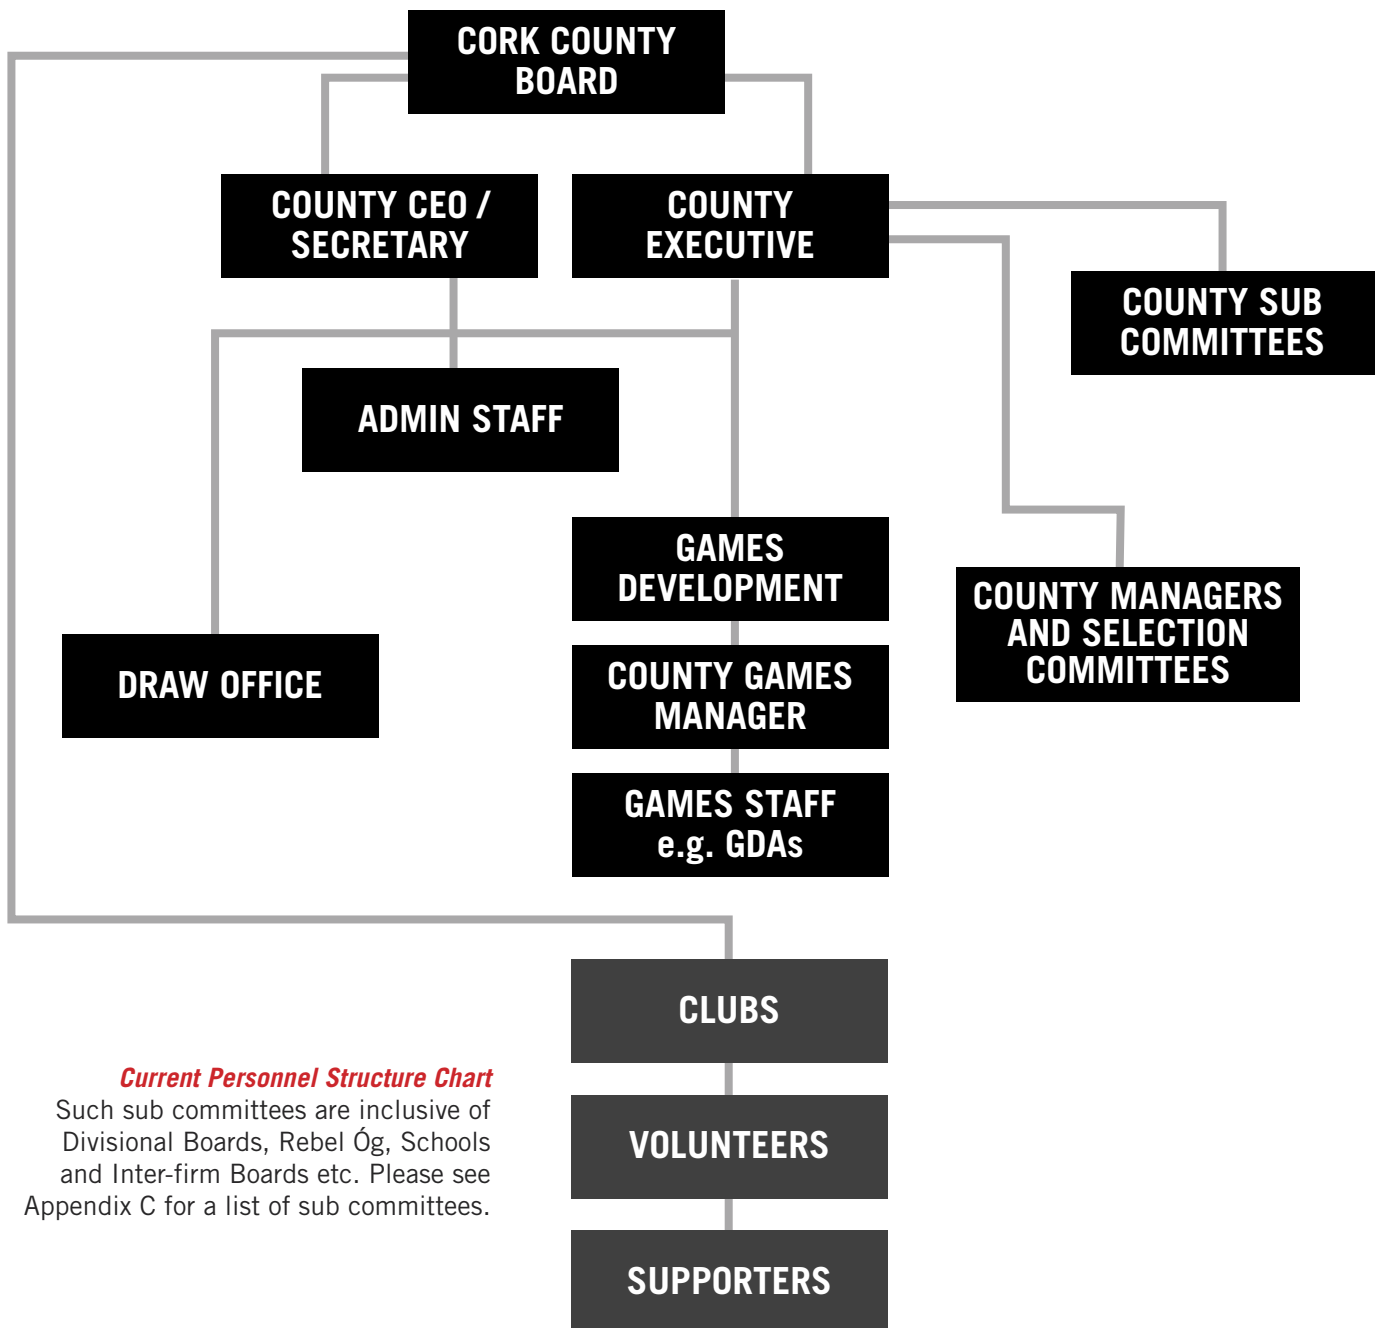 CORK COUNTY
BOARD
COUNTY CEO /
SECRETARY
COUNTY
EXECUTIVE
COUNTY SUB
COMMITTEES
ADMIN STAFF
GAMES
DEVELOPMENT
COUNTY MANAGERS
AND SELECTION
COMMITTEES
DRAW OFFICE
COUNTY GAMES
MANAGER
GAMES STAFF
e.g. GDAs
CLUBS
VOLUNTEERS
SUPPORTERS
Current Personnel Structure Chart
Such sub committees are inclusive of
Divisional Boards, Rebel Óg, Schools
and Inter-firm Boards etc. Please see
Appendix C for a list of sub committees.